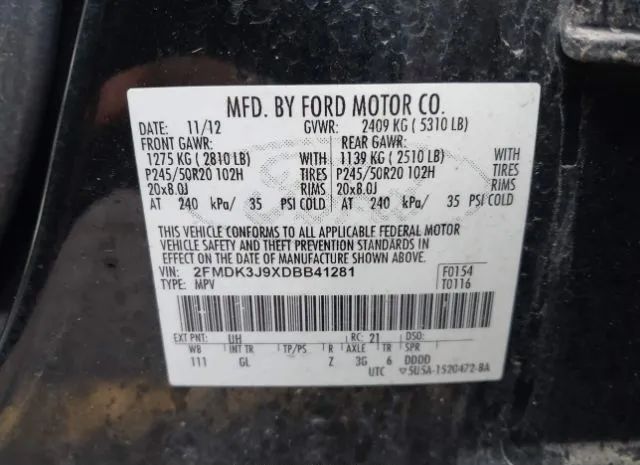 MFD. BY FORD MOTOR CO.
DATE: 11/12 GVWR: 2409 KG ( 5310 LB)
FRONT GAWR: REAR GAWR:
1275 KG ( 2810 LB) WITH 1139 KG ( 2510 LB) WITH
P245/50R20 102H TIRES P245/50R20 102H TIRES
20x8.0J RIMS 20x8.0J RIMS
AT 240 kPa/ 35 PSI COLD AT 240 kPa/ 35 PSI COLD
THIS VEHICLE CONFORMS TO ALL APPLICABLE FEDERAL MOTOR
VEHICLE SAFETY AND THEFT PREVENTION STANDARDS IN
EFFECT ON THE DATE OF MANUFACTURE SHOWN ABOVE.
VIN: 2FMDK3J9XDBB41281 F0154
TYPE: MPV T0116
EXT PNT: UH RC: 21 DSO:
WB INT TR TP/PS R AXLE TR SPR
111 GL Z 3G 6 DDDD
UTC ▽5U5A-1520472-BA